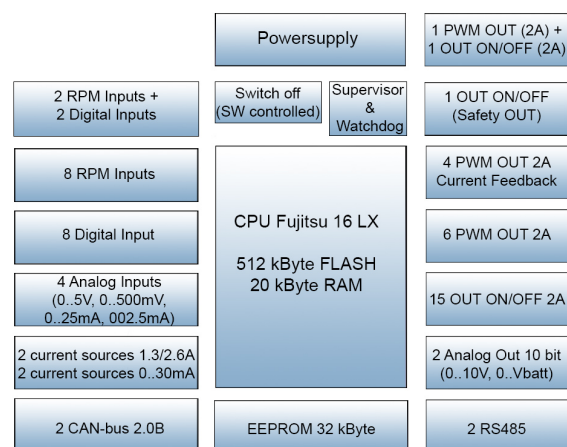 Powersupply
1 PWM OUT (2A) +
1 OUT ON/OFF (2A)
2 RPM Inputs +
2 Digital Inputs
Switch off
(SW controlled)
Supervisor
&
Watchdog
1 OUT ON/OFF
(Safety OUT)
8 RPM Inputs
CPU Fujitsu 16 LX
512 kByte FLASH
20 kByte RAM
4 PWM OUT 2A
Current Feedback
8 Digital Input
6 PWM OUT 2A
4 Analog Inputs
(0..5V, 0..500mV,
0..25mA, 002.5mA)
15 OUT ON/OFF 2A
2 current sources 1.3/2.6A
2 current sources 0..30mA
2 Analog Out 10 bit
(0..10V, 0..Vbatt)
2 CAN-bus 2.0B
EEPROM 32 kByte
2 RS485